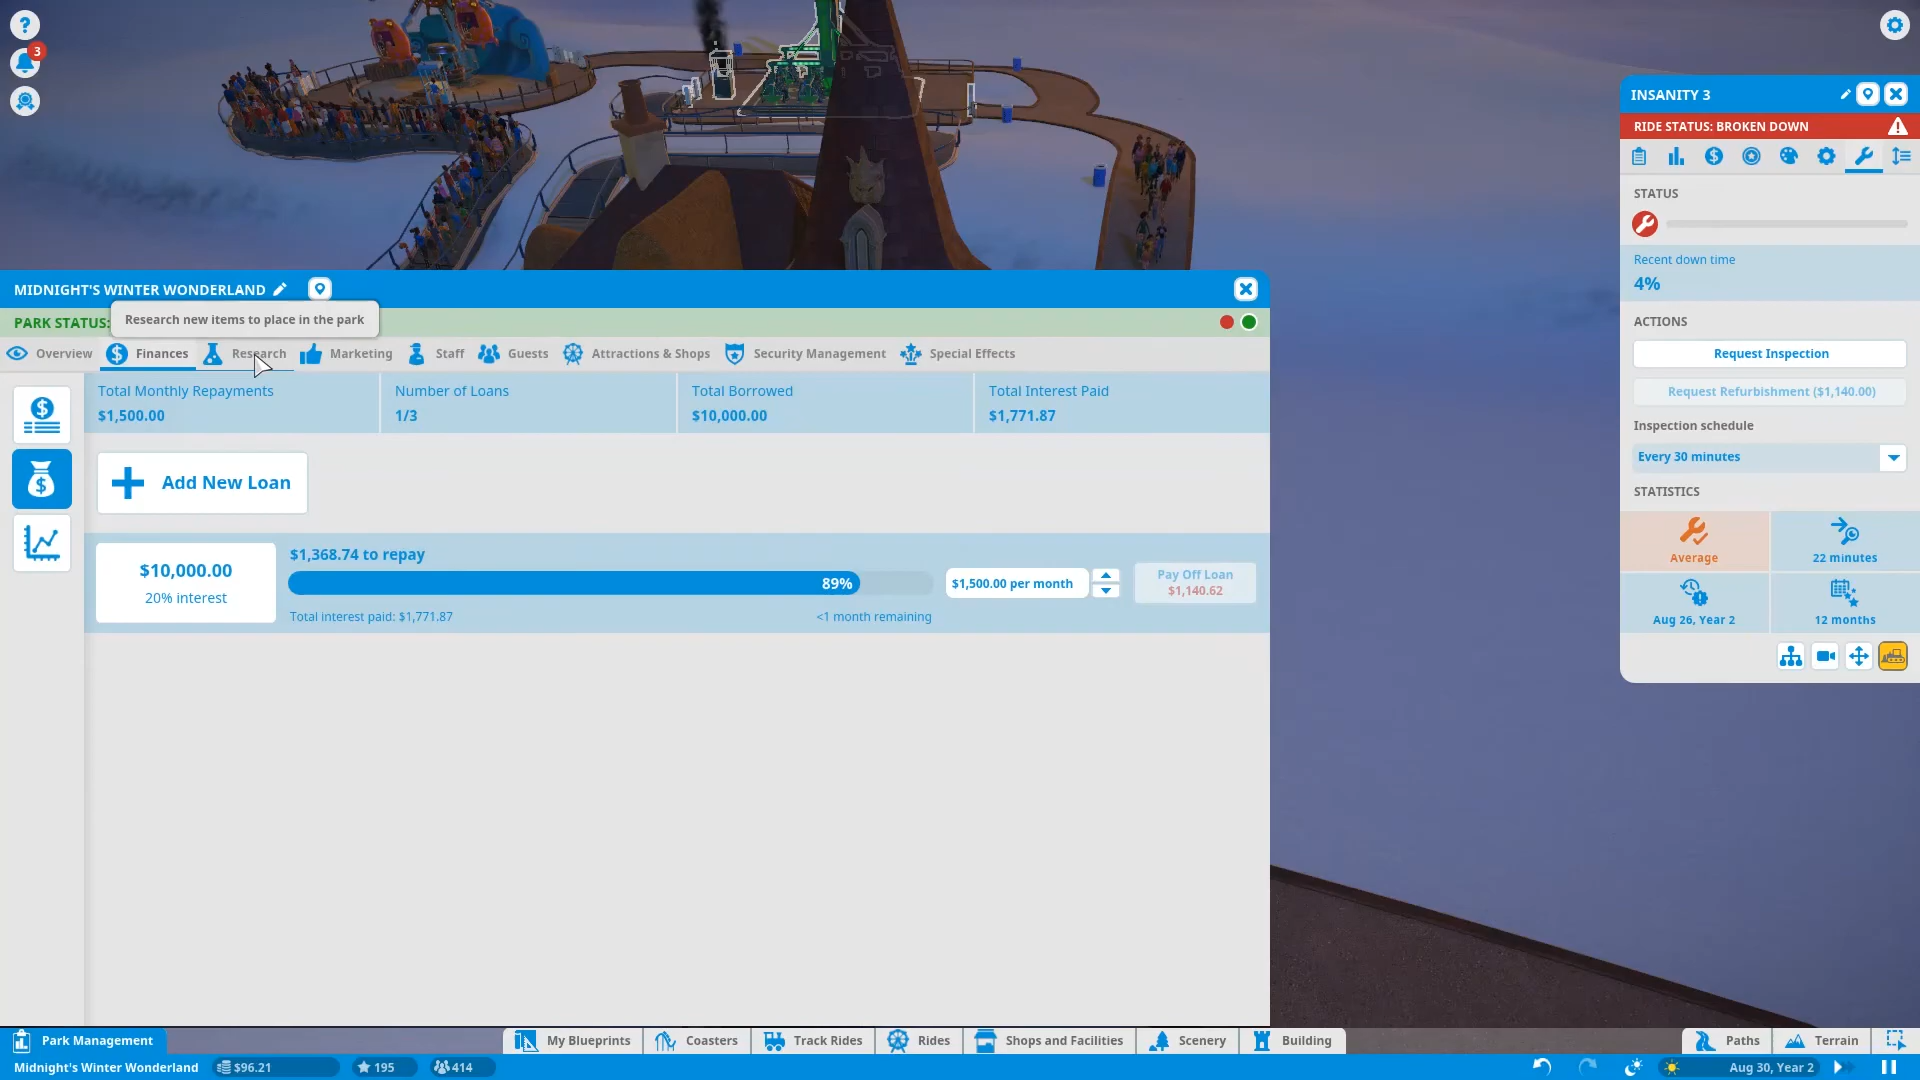 ?
3
INSANITY 3
RIDE STATUS: BROKEN DOWN
STATUS
Recent down time
4%
ACTIONS
Request Inspection
Request Refurbishment ($1,140.00)
Inspection schedule
Every 30 minutes
STATISTICS
Average
22 minutes
Aug 26, Year 2
12 months
MIDNIGHT'S WINTER WONDERLAND
PARK STATUS:
Research new items to place in the park
Overview
Finances
Research
Marketing
Staff
Guests
Attractions & Shops
Security Management
Special Effects
Total Monthly Repayments
$1,500.00
Number of Loans
1/3
Total Borrowed
$10,000.00
Total Interest Paid
$1,771.87
Add New Loan
$10,000.00
20% interest
$1,368.74 to repay
89%
Total interest paid: $1,771.87
<1 month remaining
$1,500.00 per month
Pay Off Loan
$1,140.62
Park Management
My Blueprints
Coasters
Track Rides
Rides
Shops and Facilities
Scenery
Building
Paths
Terrain
Midnight's Winter Wonderland
$96.21
195
414
Aug 30, Year 2